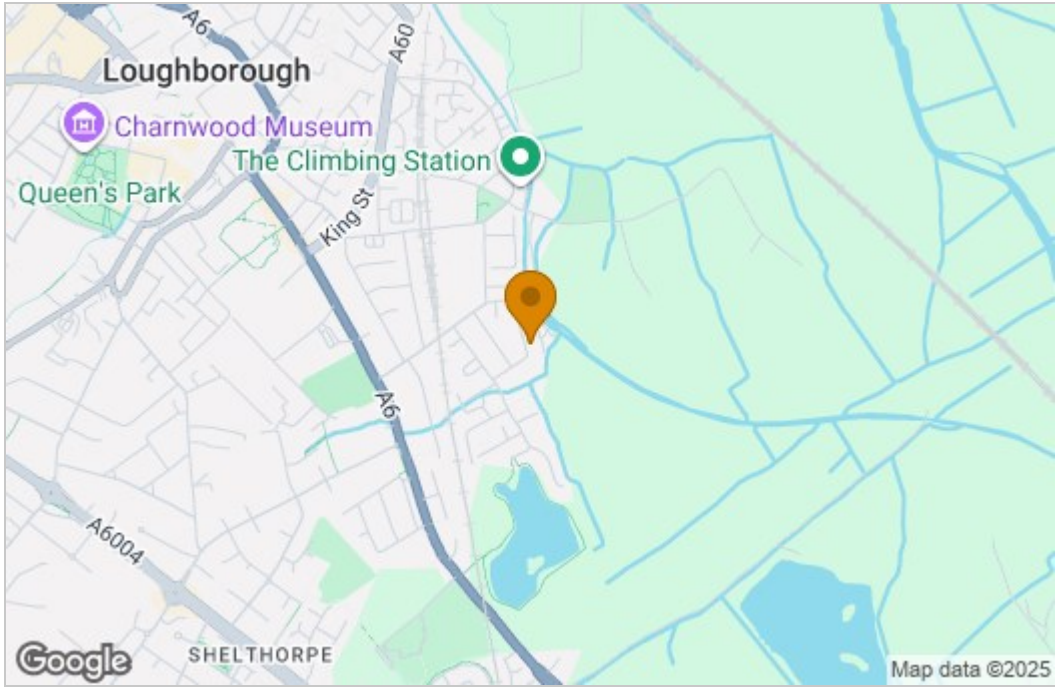 A6
A60
Loughborough
Charnwood Museum
The Climbing Station
Queen's Park
King St
A6
A6004
SHELTHORPE
Google
Map data ©2025